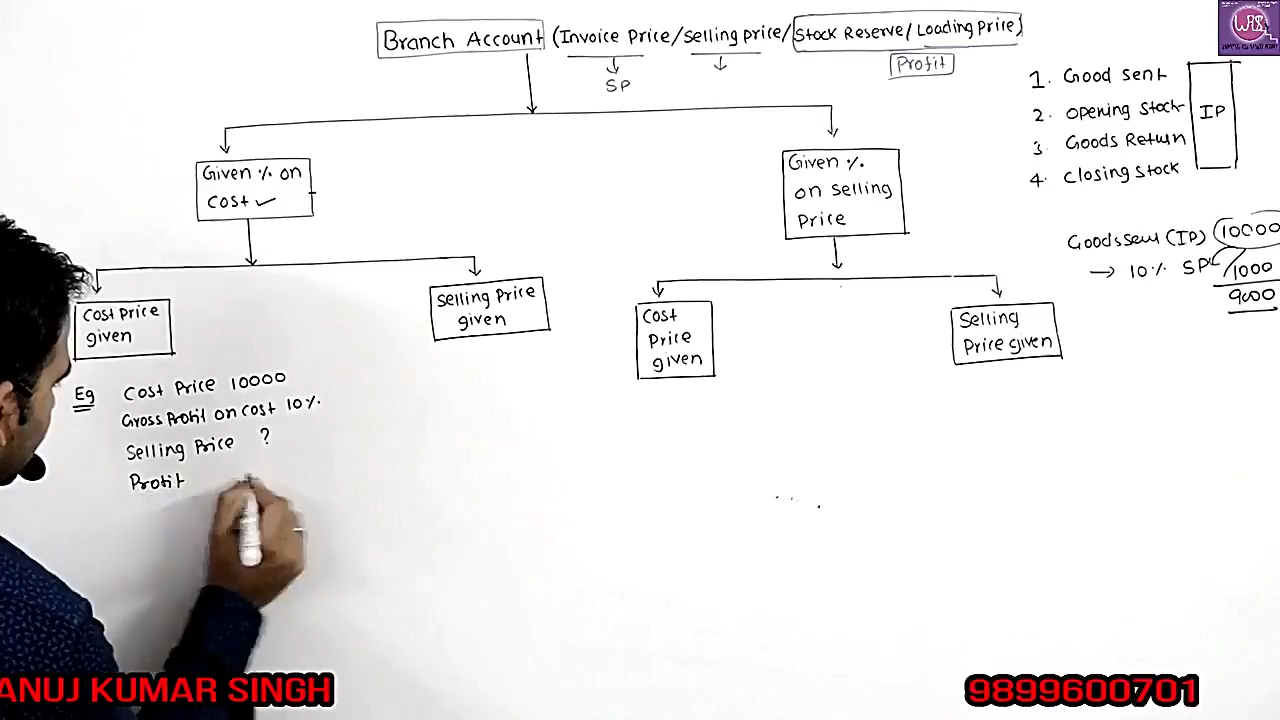 Branch Account (Invoice Price/Selling price/Stock Reserve/Loading Price)
SP
Profit
1. Good Sent
2. Opening Stock
3. Goods Return
4. Closing Stock
IP
Given % on
Cost ✓
Given %
on Selling
Price
Goods sent (IP) 10000
→ 10% SP 1000
9000
Cost Price
given
Selling Price
given
Cost
Price
given
Selling
Price given
Eg Cost Price 10000
Gross Profit on Cost 10%.
Selling Price ?
Profit
ANUJ KUMAR SINGH
9899600701